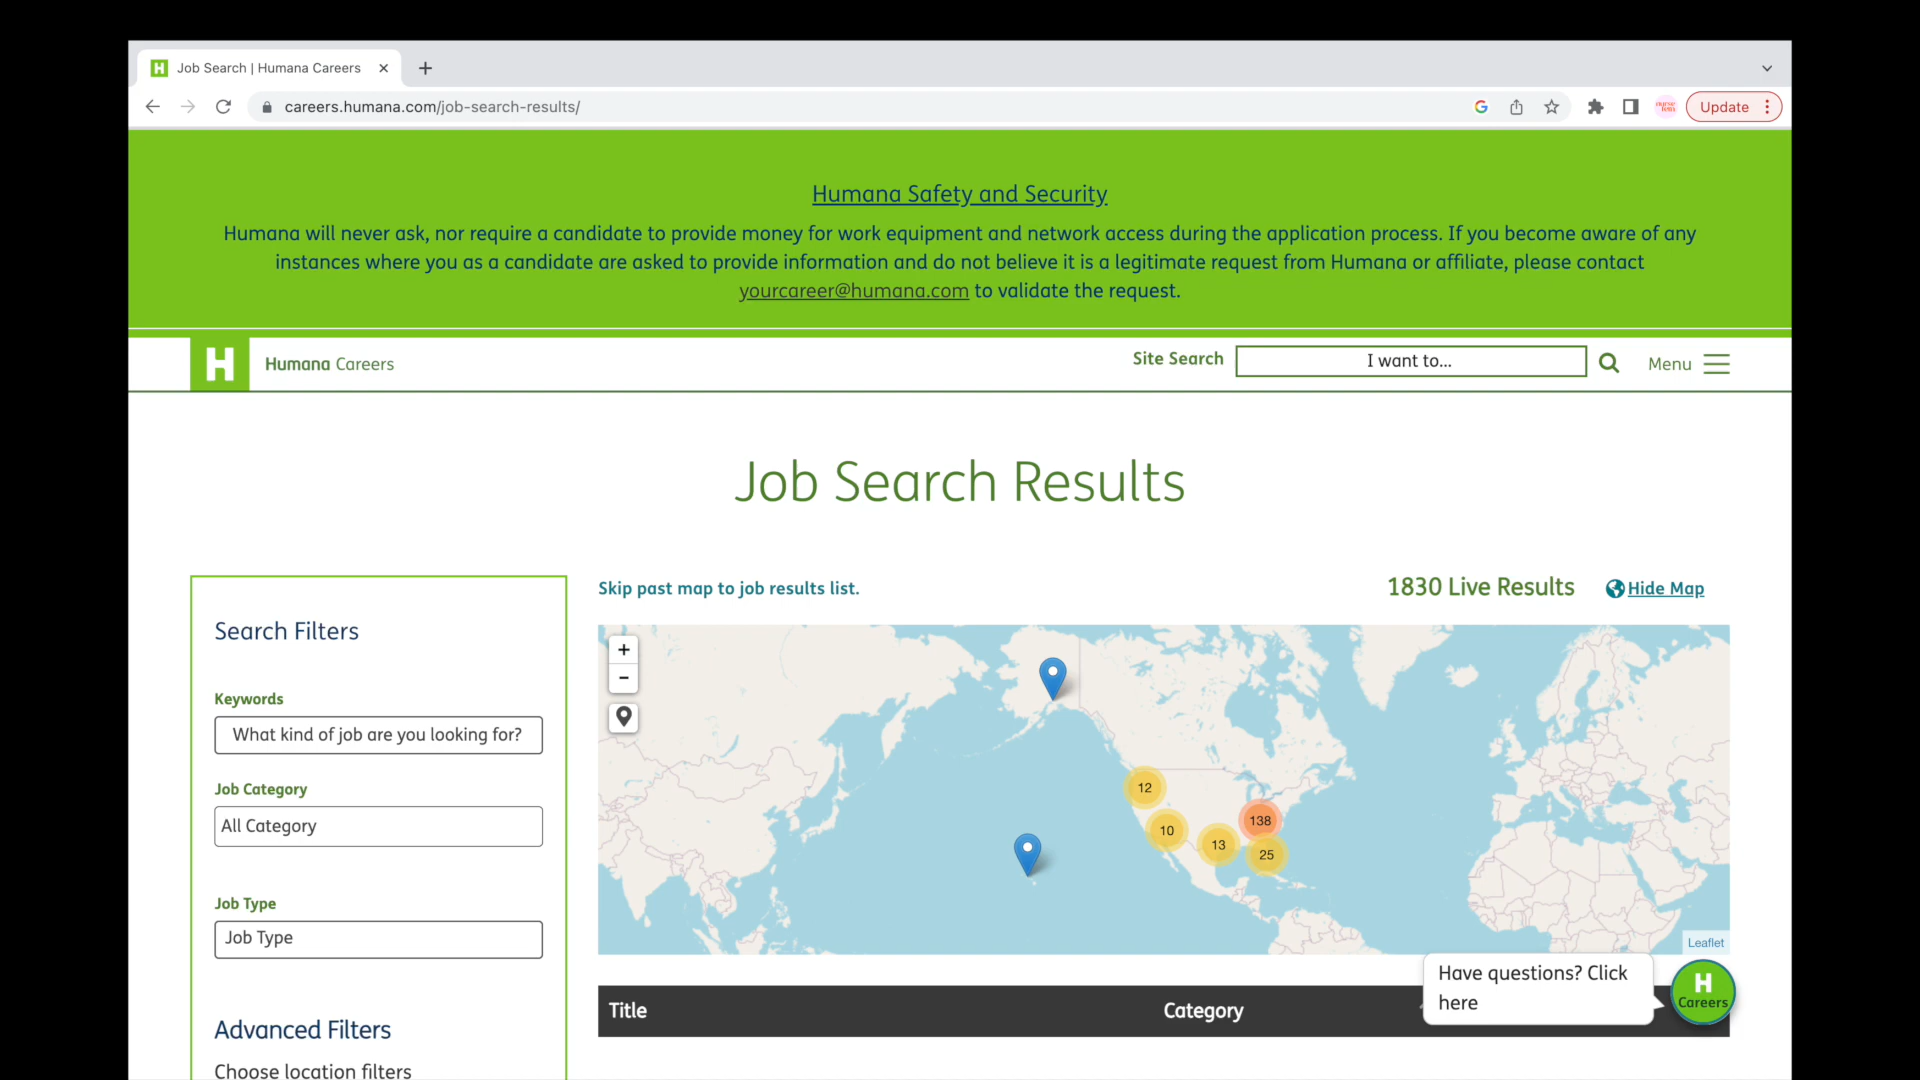 Job Search | Humana Careers
careers.humana.com/job-search-results/
Update
Humana Safety and Security
Humana will never ask, nor require a candidate to provide money for work equipment and network access during the application process. If you become aware of any
instances where you as a candidate are asked to provide information and do not believe it is a legitimate request from Humana or affiliate, please contact
yourcareer@humana.com to validate the request.
H
Humana Careers
Site Search
I want to...
Menu
Job Search Results
Skip past map to job results list.
1830 Live Results
Hide Map
Search Filters
Keywords
What kind of job are you looking for?
Job Category
All Category
Job Type
Job Type
Advanced Filters
Choose location filters
+
-
12
10
13
138
25
Leaflet
Title
Category
Have questions? Click
here
H
Careers